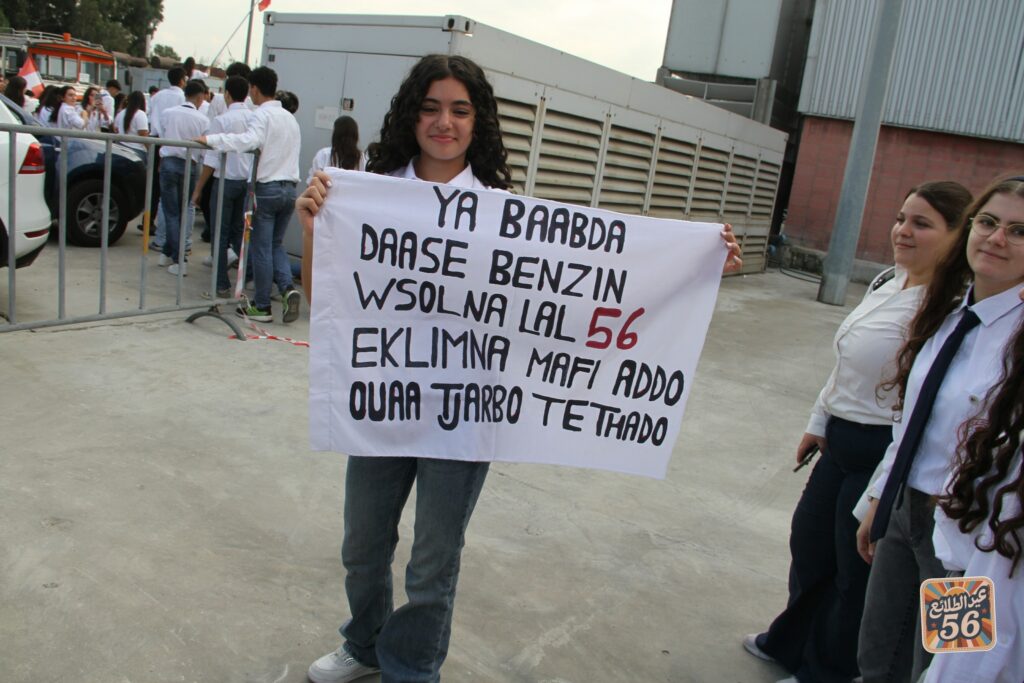 YA BAABDA
DAASE BENZIN
WSOLNA LAL 56
EKLIMNA MAFI ADDO
OUAA TJARBO TETHADO
عيد الطلائع
56